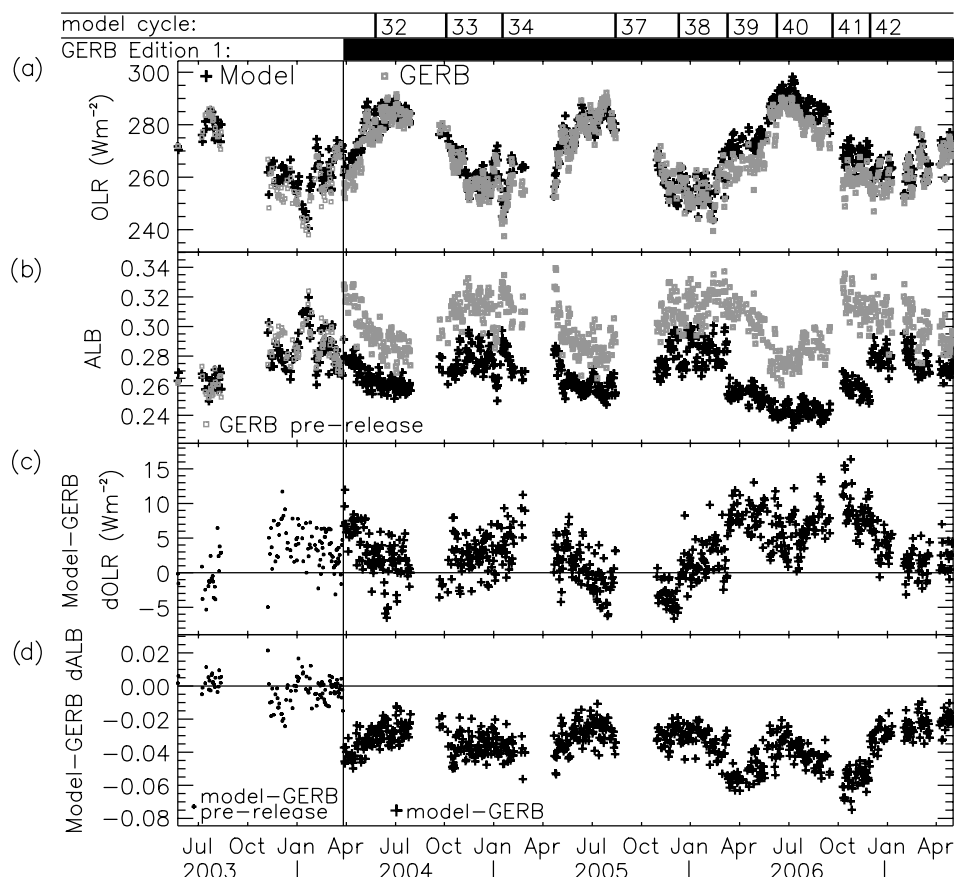 model cycle: 32 33 34 37 38 39 40 41 42
GERB Edition 1:
(a)
+ Model
GERB
300
280
260
240
OLR (Wm⁻²)
(b)
0.34
0.32
0.30
0.28
0.26
0.24
ALB
GERB pre-release
(c)
15
10
5
0
−5
Model-GERB
dOLR (Wm⁻²)
(d)
0.02
0.00
−0.02
−0.04
−0.06
−0.08
Model-GERB dALB
model-GERB
pre-release
+ model-GERB
Jul Oct Jan Apr Jul Oct Jan Apr Jul Oct Jan Apr Jul Oct Jan Apr
2003 | 2004 | 2005 | 2006 |